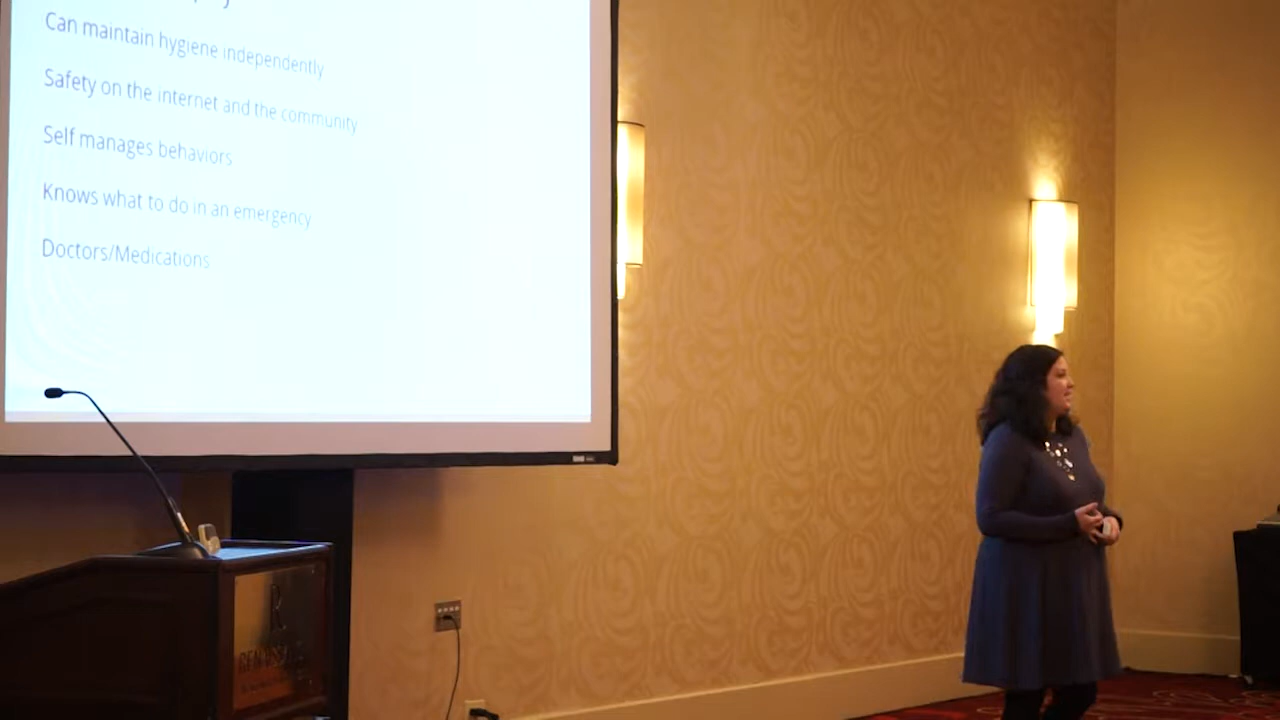 Can maintain hygiene independently
Safety on the internet and the community
Self manages behaviors
Knows what to do in an emergency
Doctors/Medications
R